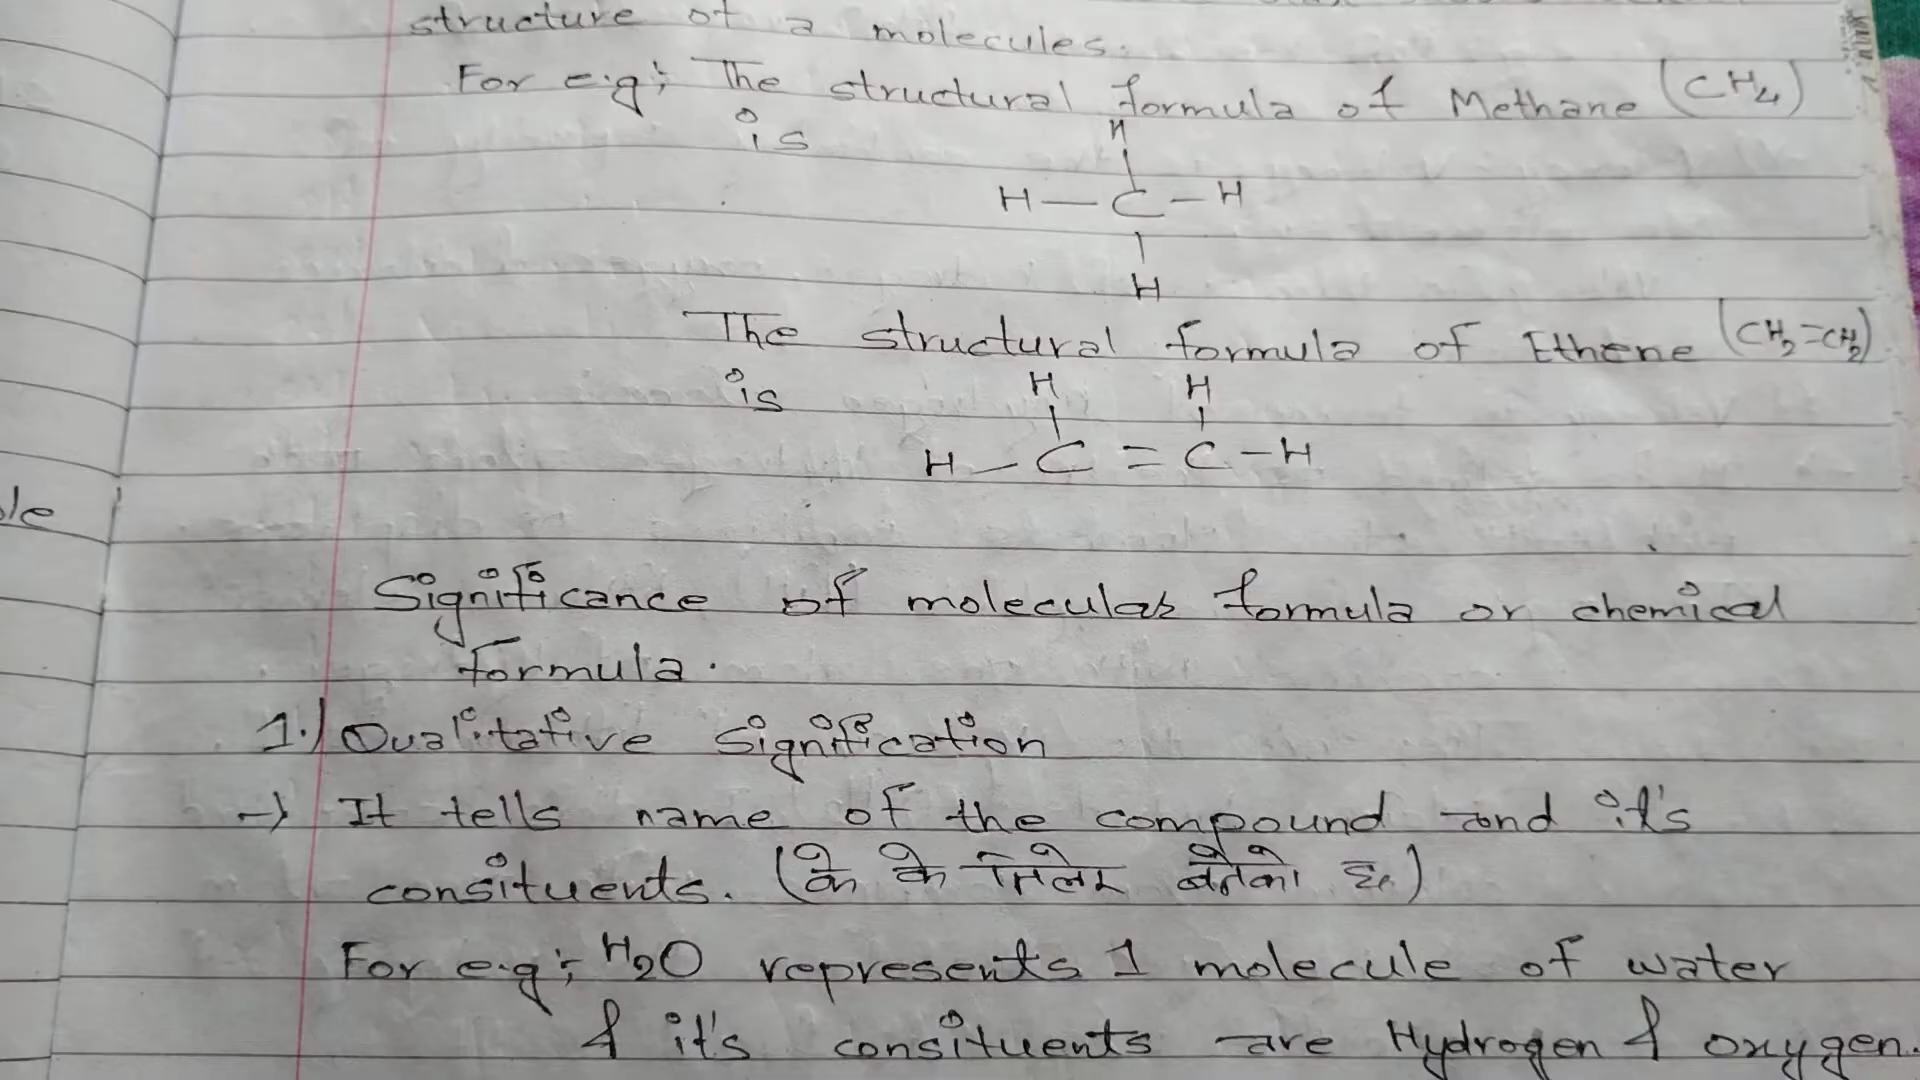 structure of a molecules.
For e.g; The structural formula of Methane (CH4)
is
H
|
H — C — H
|
H
The structural formula of Ethene (CH2=CH2)
is
H H
| |
H — C = C — H
ole
Significance of molecular formula or chemical
formula.
1.) Qualitative Signification
→ It tells name of the compound and it's
consituents. (के के मिलेर बनेको छ)
For e.g; H2O represents 1 molecule of water
& it's consituents are Hydrogen & oxygen.